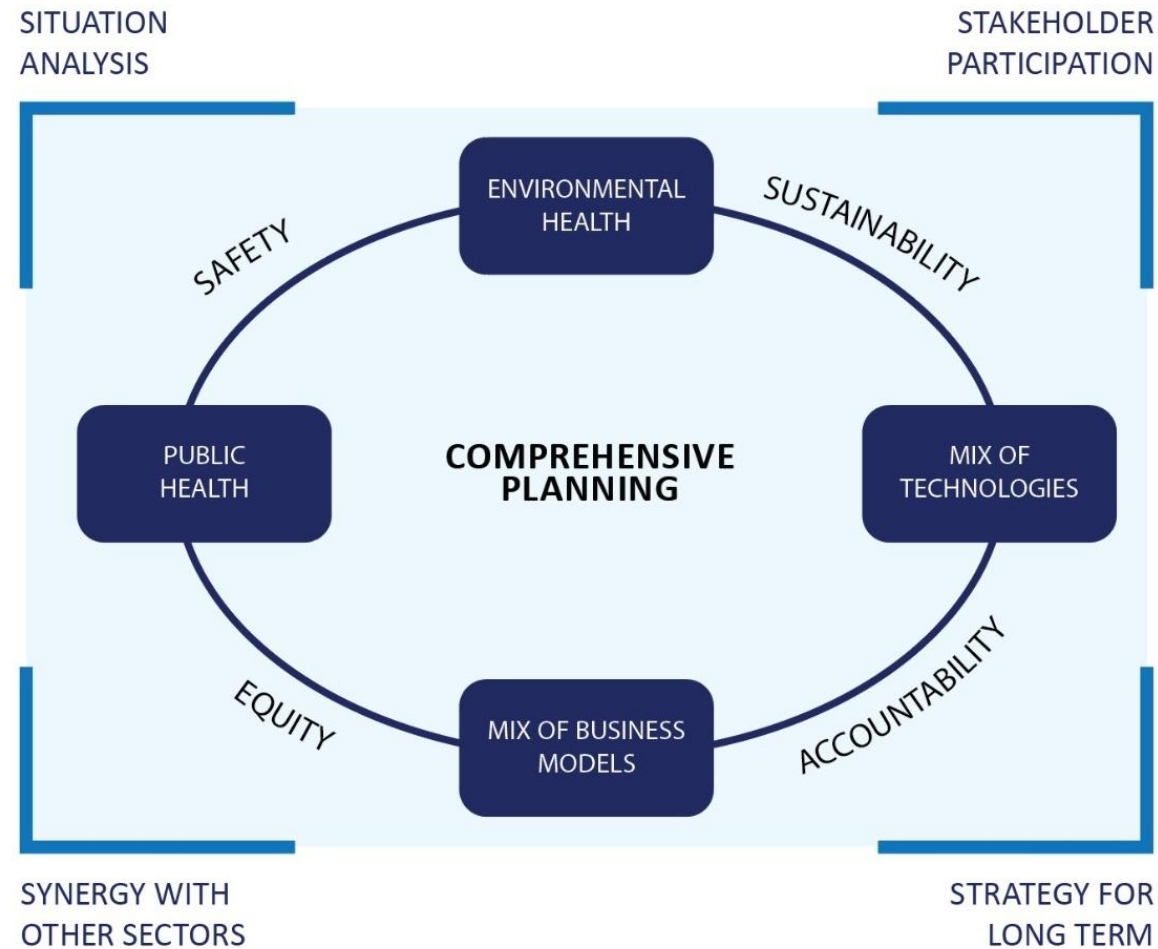 SITUATION
ANALYSIS
STAKEHOLDER
PARTICIPATION
ENVIRONMENTAL
HEALTH
SAFETY
SUSTAINABILITY
PUBLIC
HEALTH
COMPREHENSIVE
PLANNING
MIX OF
TECHNOLOGIES
EQUITY
MIX OF BUSINESS
MODELS
ACCOUNTABILITY
SYNERGY WITH
OTHER SECTORS
STRATEGY FOR
LONG TERM